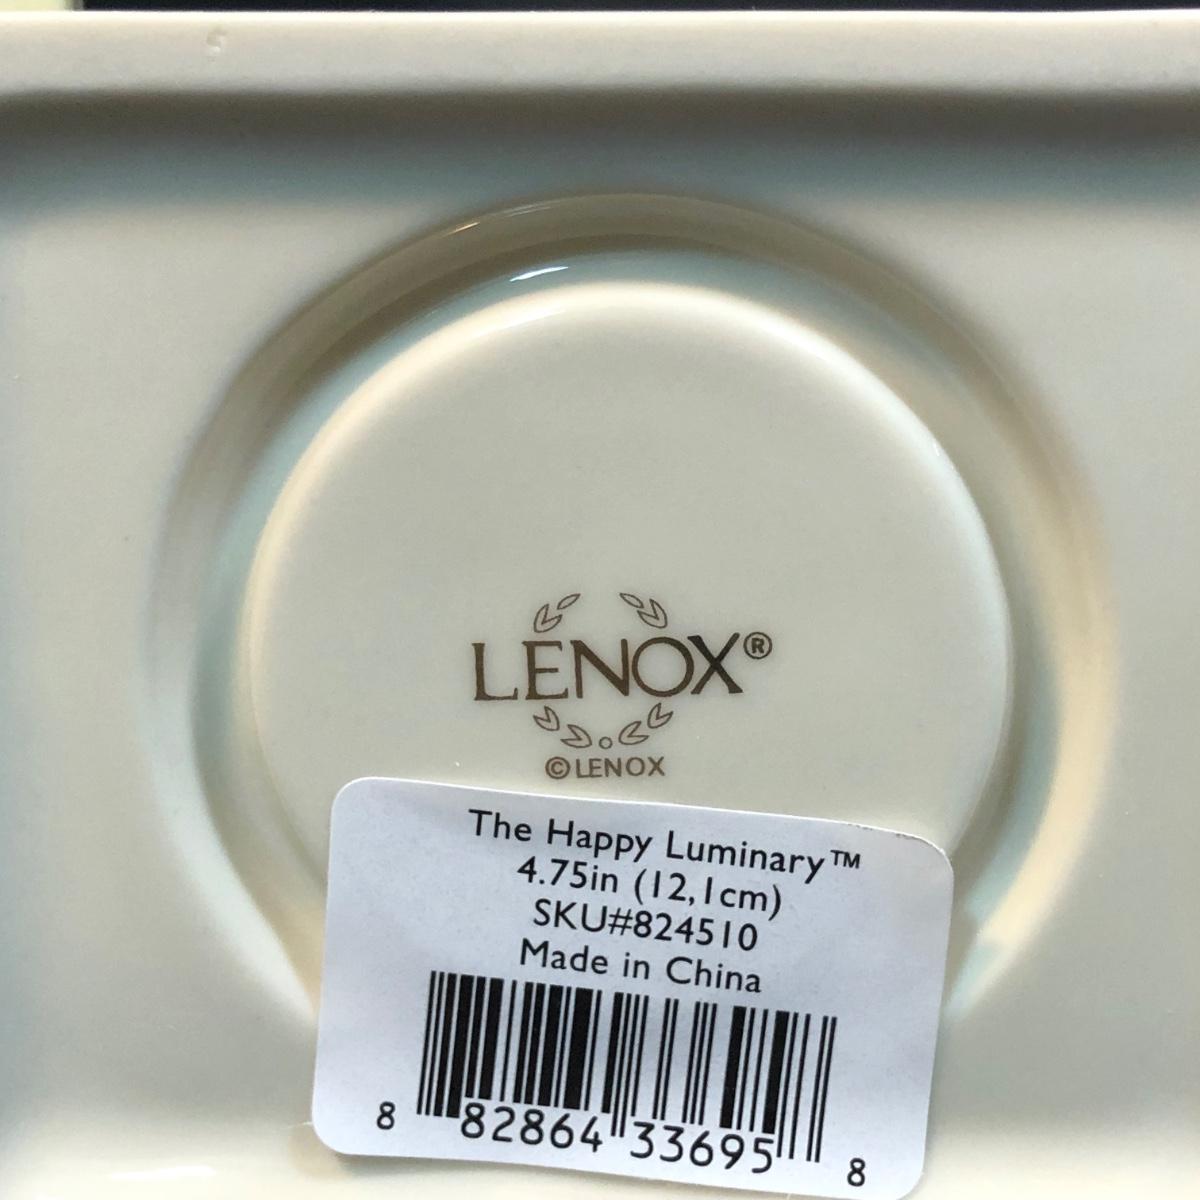 LENOX®
©LENOX
The Happy Luminary™
4.75in (12,1cm)
SKU#824510
Made in China
8 82864 33695 8